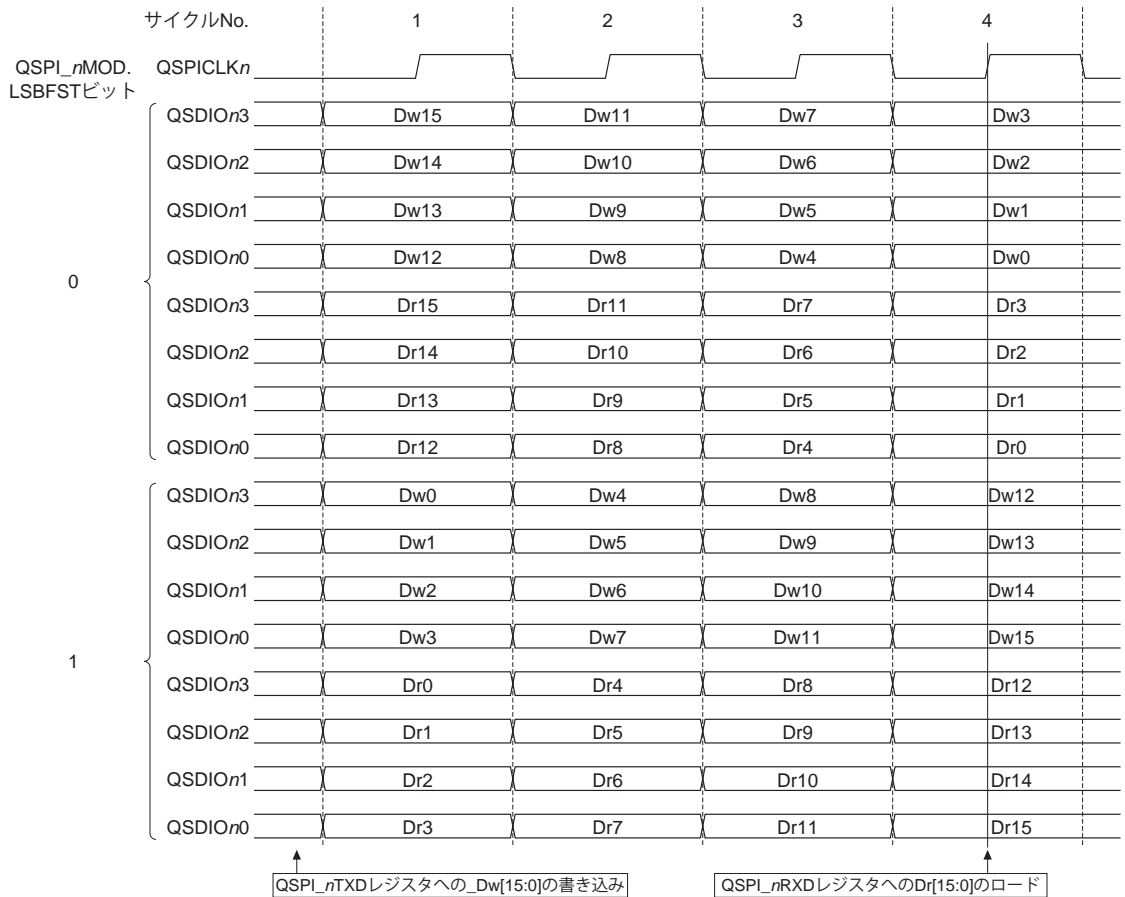 サイクルNo. 1 2 3 4
QSPI_nMOD. QSPICLKn
LSBFSTビット
QSDIOn3 Dw15 Dw11 Dw7 Dw3
QSDIOn2 Dw14 Dw10 Dw6 Dw2
QSDIOn1 Dw13 Dw9 Dw5 Dw1
QSDIOn0 Dw12 Dw8 Dw4 Dw0
0
QSDIOn3 Dr15 Dr11 Dr7 Dr3
QSDIOn2 Dr14 Dr10 Dr6 Dr2
QSDIOn1 Dr13 Dr9 Dr5 Dr1
QSDIOn0 Dr12 Dr8 Dr4 Dr0
QSDIOn3 Dw0 Dw4 Dw8 Dw12
QSDIOn2 Dw1 Dw5 Dw9 Dw13
QSDIOn1 Dw2 Dw6 Dw10 Dw14
QSDIOn0 Dw3 Dw7 Dw11 Dw15
1
QSDIOn3 Dr0 Dr4 Dr8 Dr12
QSDIOn2 Dr1 Dr5 Dr9 Dr13
QSDIOn1 Dr2 Dr6 Dr10 Dr14
QSDIOn0 Dr3 Dr7 Dr11 Dr15
QSPI_nTXDレジスタへの_Dw[15:0]の書き込み QSPI_nRXDレジスタへのDr[15:0]のロード